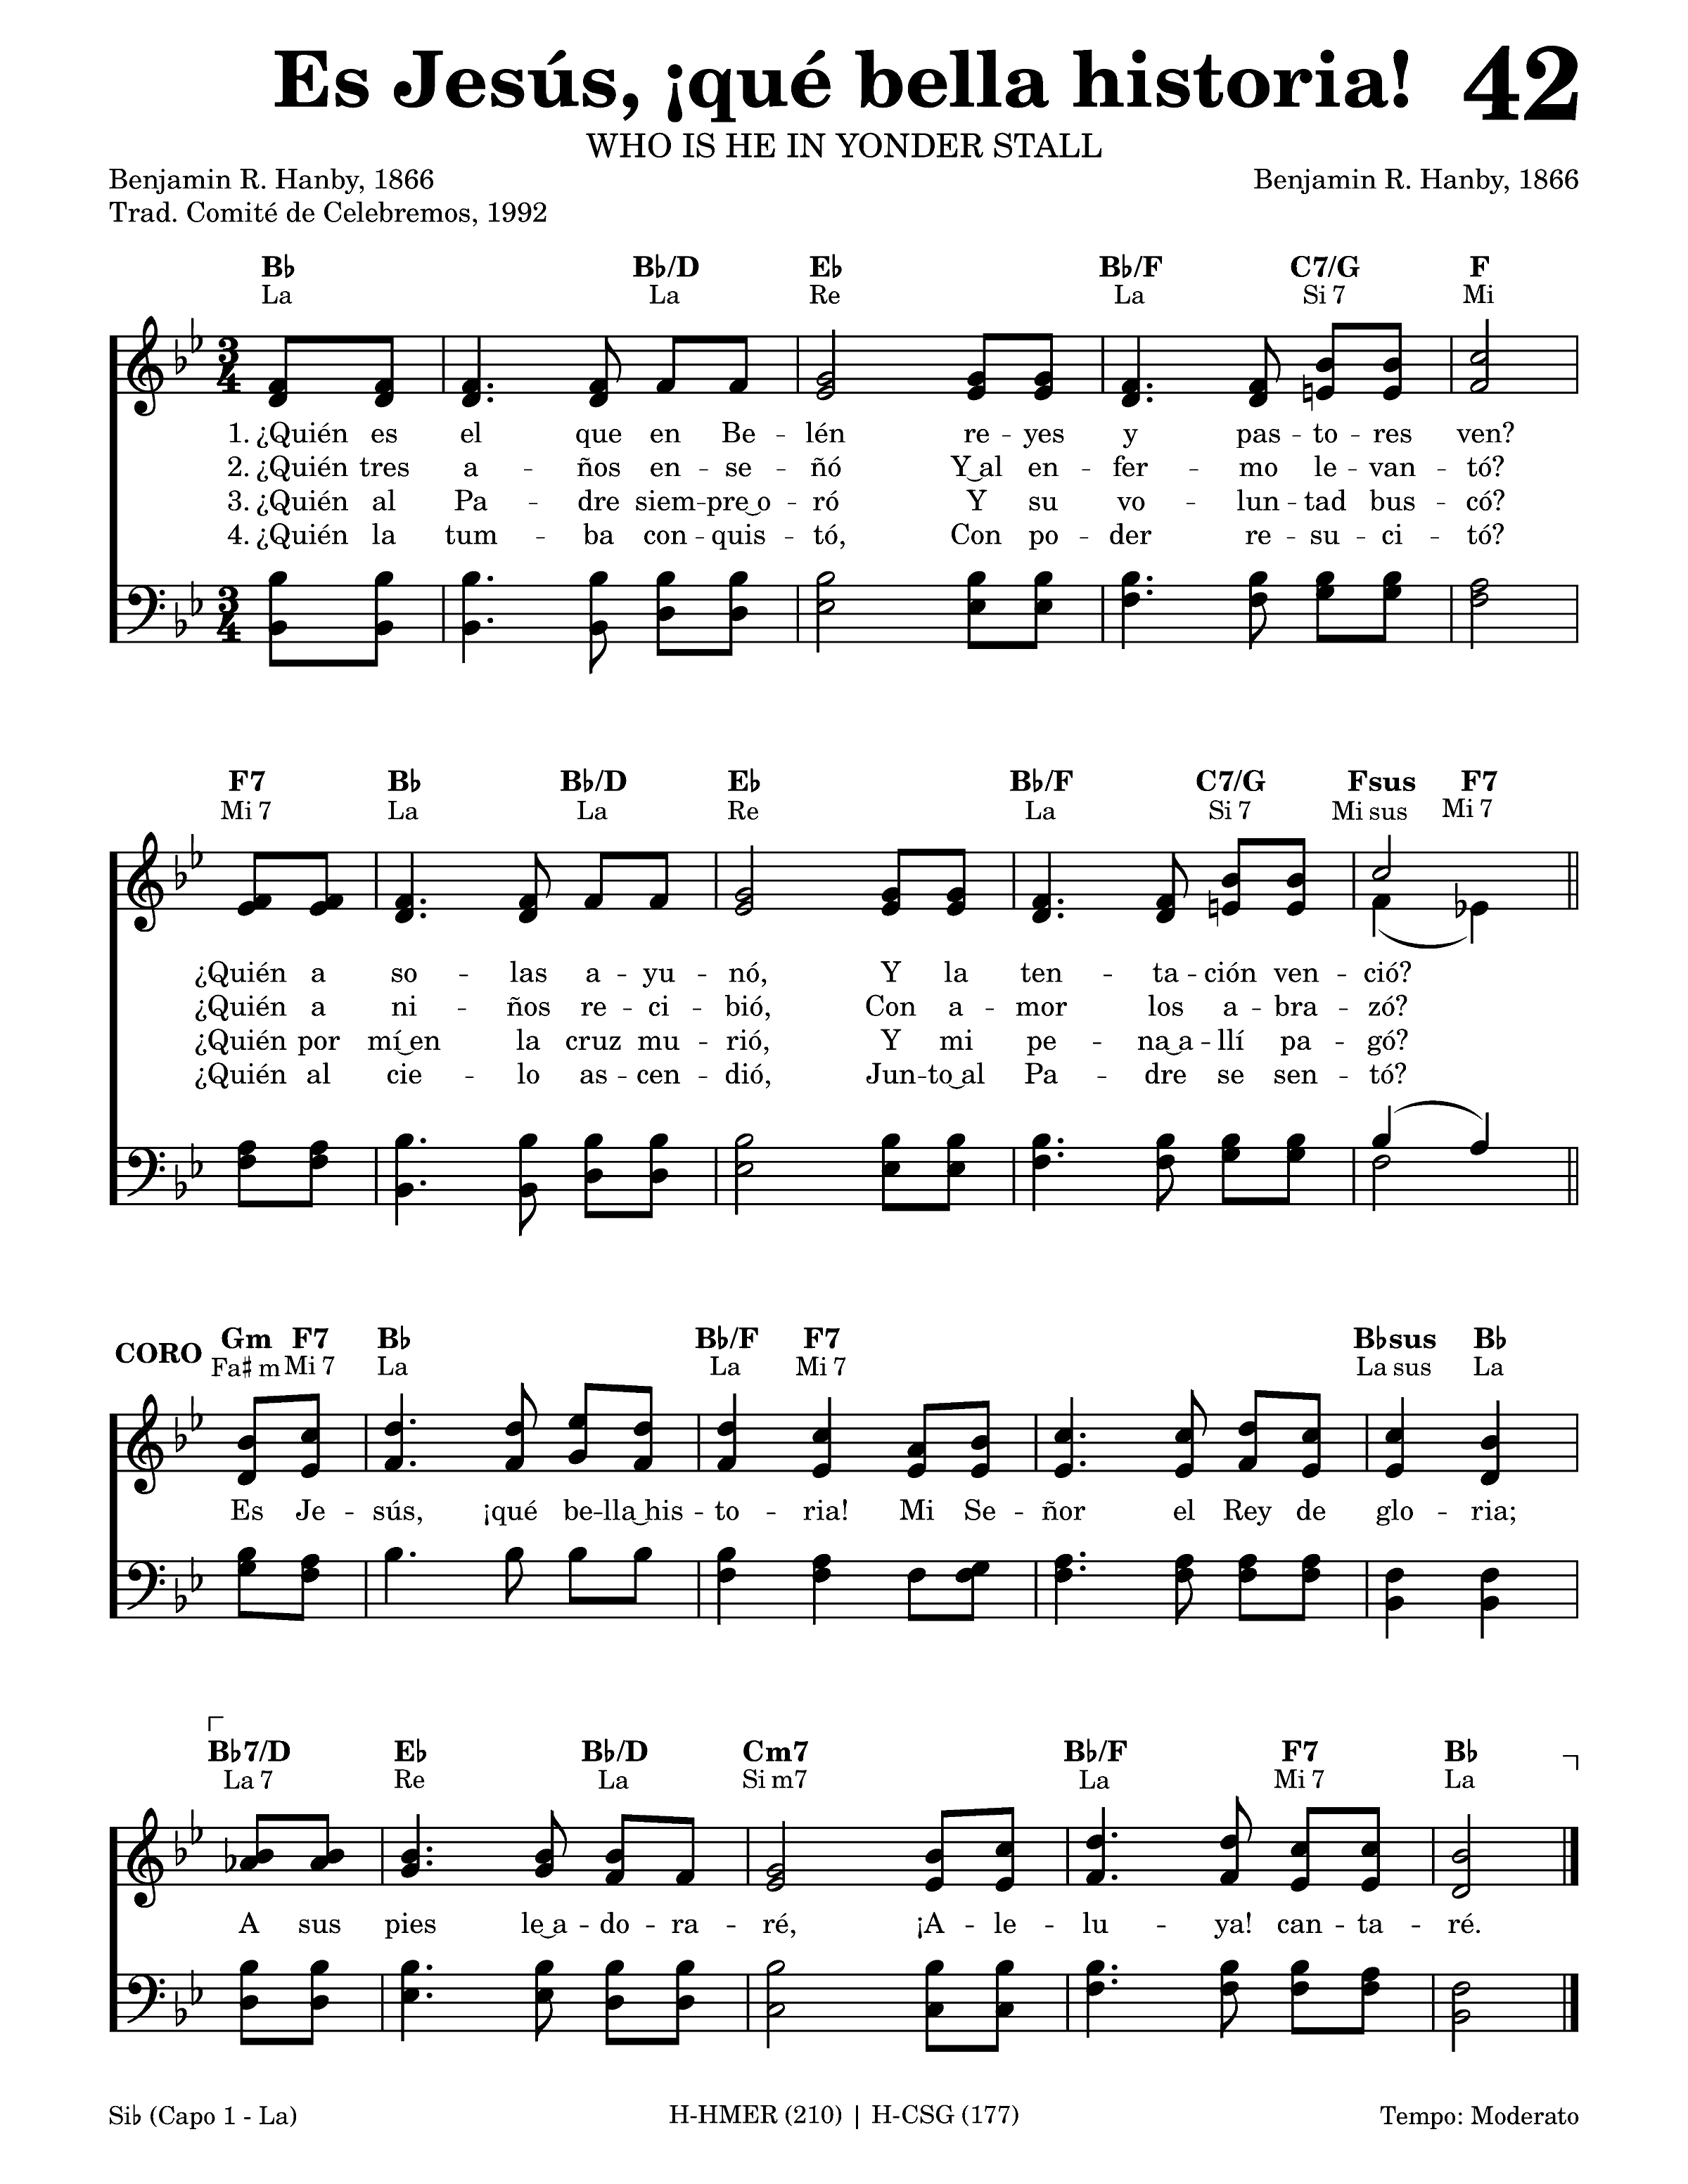 Es Jesús, ¡qué bella historia! 42
WHO IS HE IN YONDER STALL
Benjamin R. Hanby, 1866 Benjamin R. Hanby, 1866
Trad. Comité de Celebremos, 1992
B♭ B♭/D E♭ B♭/F C7/G F
La La Re La Si 7 Mi
3 4
1. ¿Quién es el que en Be - lén re - yes y pas - to - res ven?
2. ¿Quién tres a - ños en - se - ñó Y‿al en - fer - mo le - van - tó?
3. ¿Quién al Pa - dre siem - pre‿o - ró Y su vo - lun - tad bus - có?
4. ¿Quién la tum - ba con - quis - tó, Con po - der re - su - ci - tó?
3 4
F7 B♭ B♭/D E♭ B♭/F C7/G Fsus F7
Mi 7 La La Re La Si 7 Mi sus Mi 7
¿Quién a so - las a - yu - nó, Y la ten - ta - ción ven - ció?
¿Quién a ni - ños re - ci - bió, Con a - mor los a - bra - zó?
¿Quién por mí‿en la cruz mu - rió, Y mi pe - na‿a - llí pa - gó?
¿Quién al cie - lo as - cen - dió, Jun - to‿al Pa - dre se sen - tó?
CORO Gm F7 B♭ B♭/F F7 B♭sus B♭
Fa♯ m Mi 7 La La Mi 7 La sus La
Es Je - sús, ¡qué be - lla‿his - to - ria! Mi Se - ñor el Rey de glo - ria;
B♭7/D E♭ B♭/D Cm7 B♭/F F7 B♭
La 7 Re La Si m7 La Mi 7 La
A sus pies le‿a - do - ra - ré, ¡A - le - lu - ya! can - ta - ré.
Si♭ (Capo 1 - La) H-HMER (210) | H-CSG (177) Tempo: Moderato